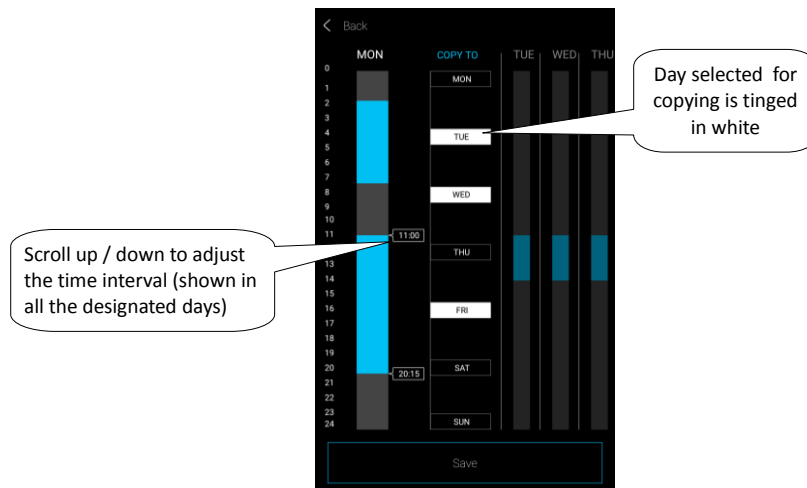 Back
MON
COPY TO
TUE
WED
THU
0
1
2
3
4
5
6
7
8
9
10
11
13
14
15
16
17
18
19
20
21
22
23
24
11:00
20:15
MON
TUE
WED
THU
FRI
SAT
SUN
Save
Day selected for
copying is tinged
in white
Scroll up / down to adjust
the time interval (shown in
all the designated days)